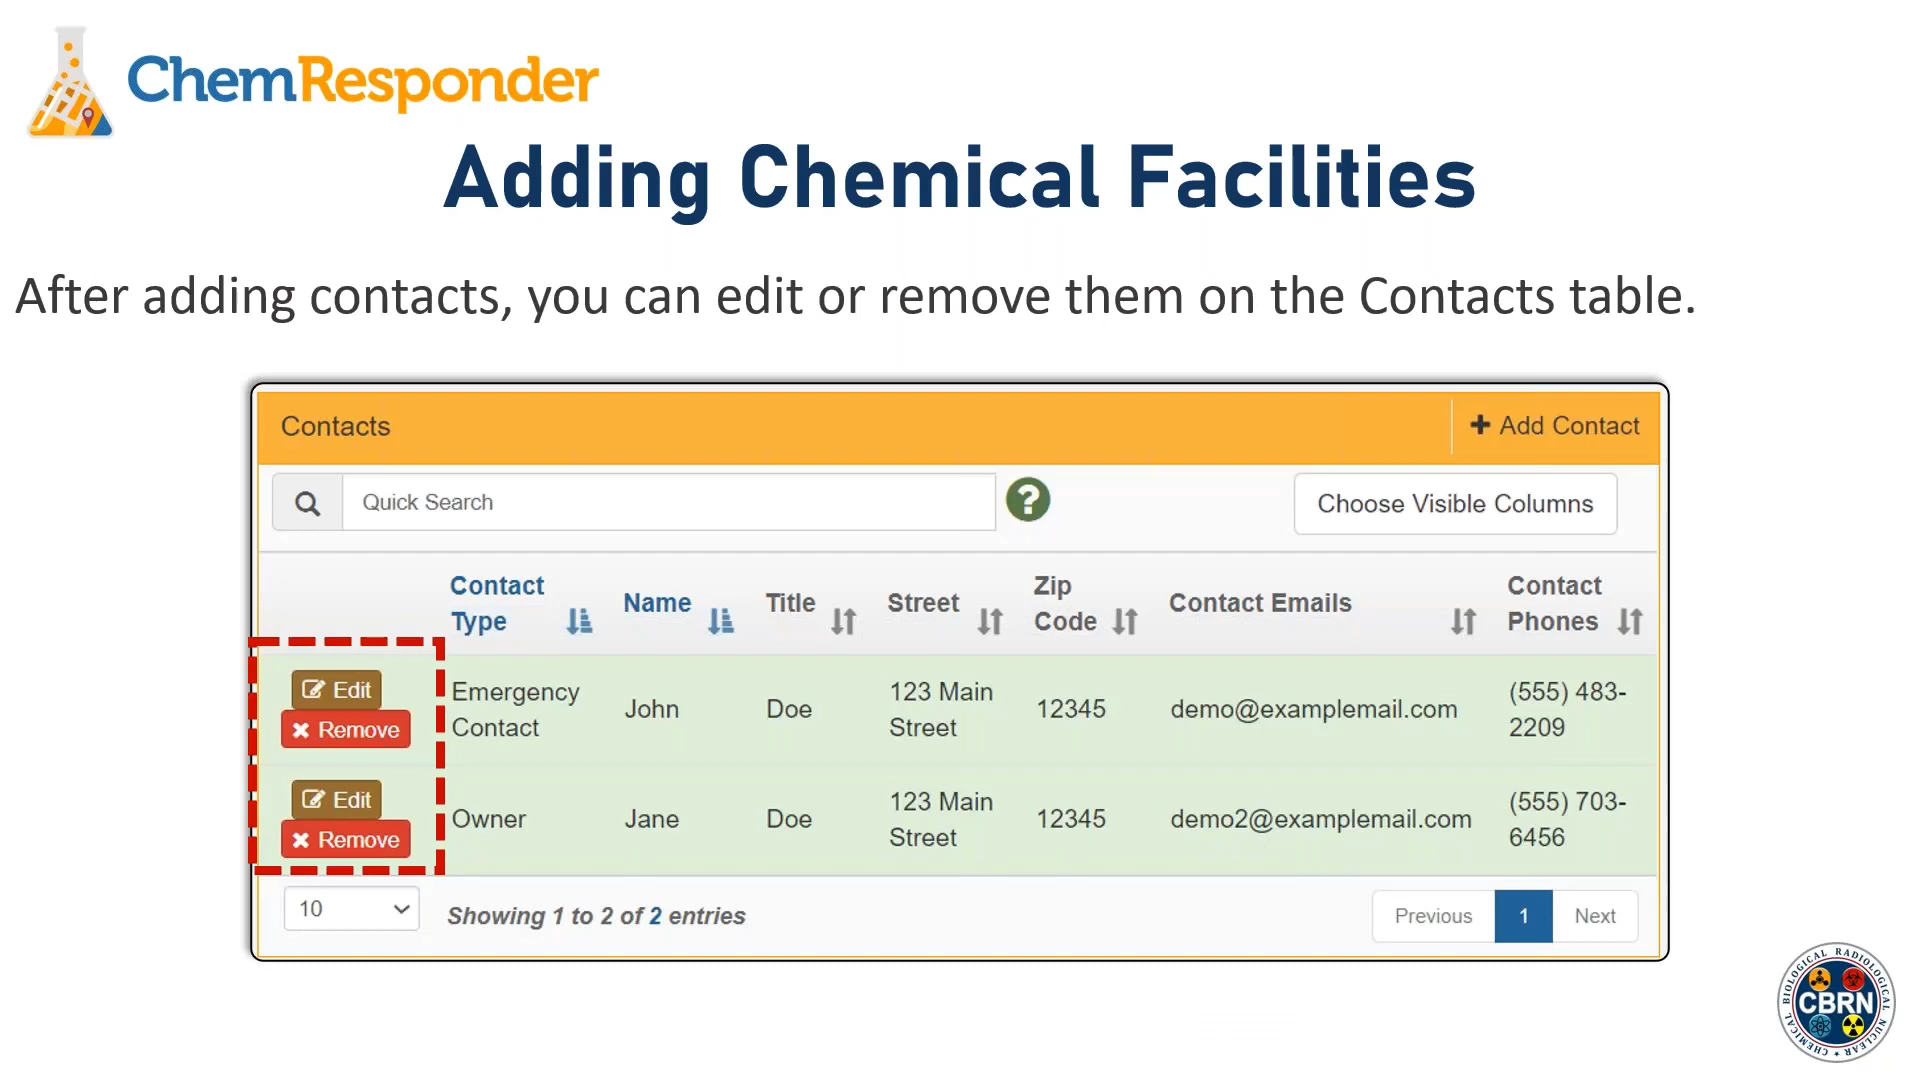 ChemResponder
Adding Chemical Facilities
After adding contacts, you can edit or remove them on the Contacts table.
Contacts
Add Contact
Quick Search
?
Choose Visible Columns
Contact Type
Name
Title
Street
Zip Code
Contact Emails
Contact Phones
Edit
Remove
Emergency Contact
John
Doe
123 Main Street
12345
demo@examplemail.com
(555) 483-2209
Edit
Remove
Owner
Jane
Doe
123 Main Street
12345
demo2@examplemail.com
(555) 703-6456
10
Showing 1 to 2 of 2 entries
Previous
1
Next
CHEMICAL BIOLOGICAL RADIOLOGICAL NUCLEAR
CBRN